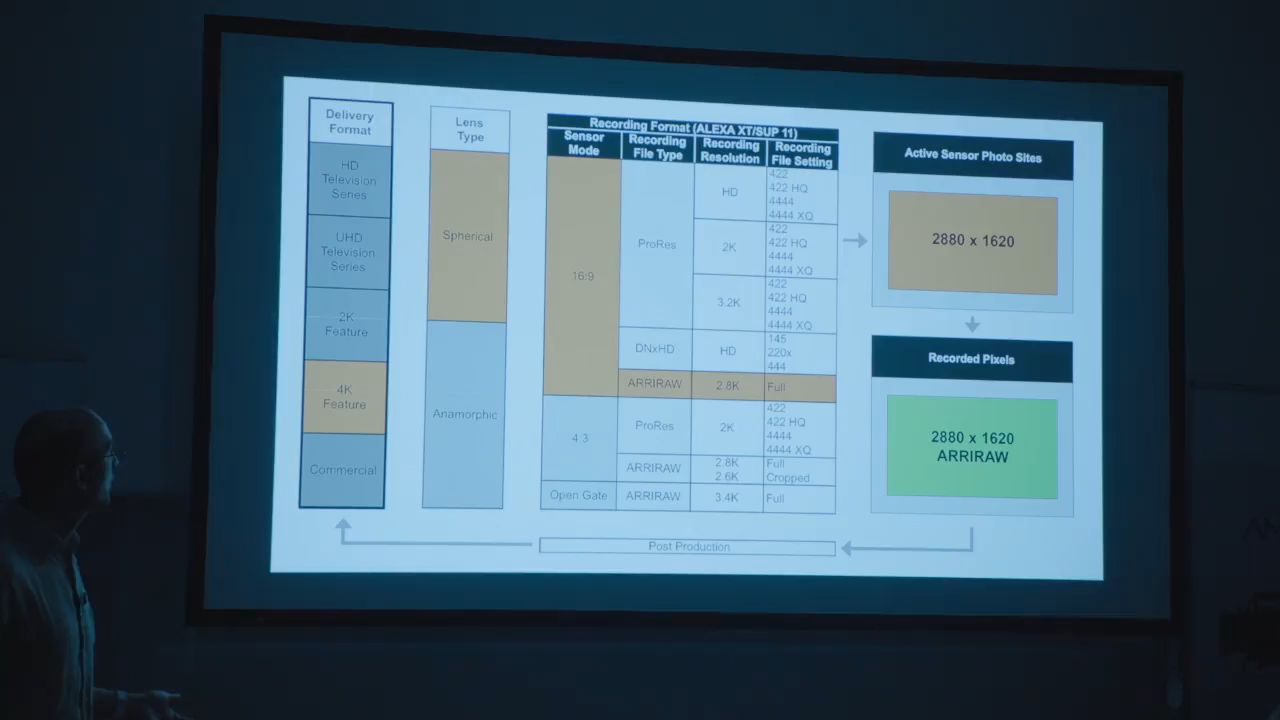 Delivery
Format
HD
Television
Series
UHD
Television
Series
2K
Feature
4K
Feature
Commercial
Lens
Type
Spherical
Anamorphic
Recording Format (ALEXA XT/SUP 11)
Sensor
Mode
Recording
File Type
Recording
Resolution
Recording
File Setting
16:9
ProRes
HD
422
422 HQ
4444
4444 XQ
2K
422
422 HQ
4444
4444 XQ
3.2K
422
422 HQ
4444
4444 XQ
DNxHD
HD
145
220x
444
ARRIRAW
2.8K
Full
4:3
ProRes
2K
422
422 HQ
4444
4444 XQ
ARRIRAW
2.8K
2.6K
Full
Cropped
Open Gate
ARRIRAW
3.4K
Full
Active Sensor Photo Sites
2880 x 1620
Recorded Pixels
2880 x 1620
ARRIRAW
Post Production